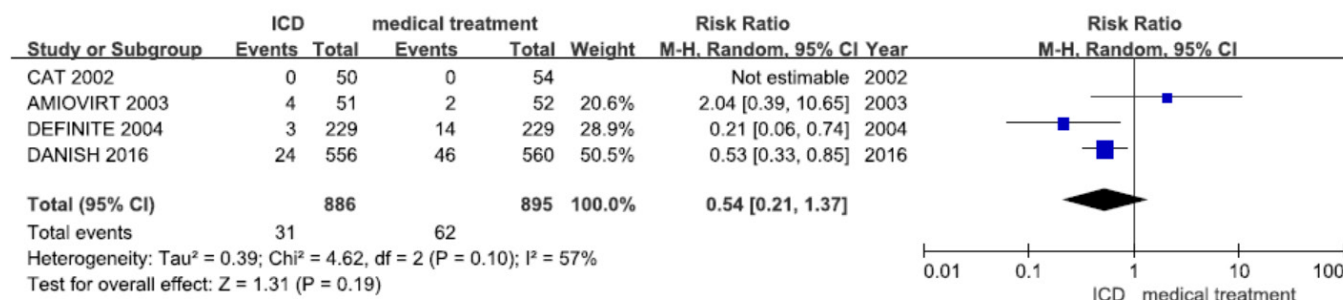 ICD medical treatment Risk Ratio Risk Ratio
Study or Subgroup Events Total Events Total Weight M-H, Random, 95% CI Year M-H, Random, 95% CI
CAT 2002 0 50 0 54 Not estimable 2002
AMIOVIRT 2003 4 51 2 52 20.6% 2.04 [0.39, 10.65] 2003
DEFINITE 2004 3 229 14 229 28.9% 0.21 [0.06, 0.74] 2004
DANISH 2016 24 556 46 560 50.5% 0.53 [0.33, 0.85] 2016
Total (95% CI) 886 895 100.0% 0.54 [0.21, 1.37]
Total events 31 62
Heterogeneity: Tau² = 0.39; Chi² = 4.62, df = 2 (P = 0.10); I² = 57%
Test for overall effect: Z = 1.31 (P = 0.19)
0.01 0.1 1 10 100
ICD medical treatment